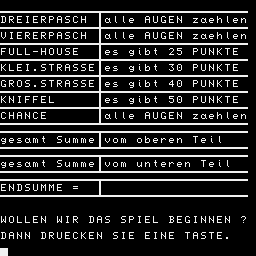 DREIERPASCH alle AUGEN zaehlen
VIERERPASCH alle AUGEN zaehlen
FULL-HOUSE es gibt 25 PUNKTE
KLEI.STRASSE es gibt 30 PUNKTE
GROS.STRASSE es gibt 40 PUNKTE
KNIFFEL es gibt 50 PUNKTE
CHANCE alle AUGEN zaehlen
gesamt Summe vom oberen Teil
gesamt Summe vom unteren Teil
ENDSUMME =
WOLLEN WIR DAS SPIEL BEGINNEN ?
DANN DRUECKEN SIE EINE TASTE.